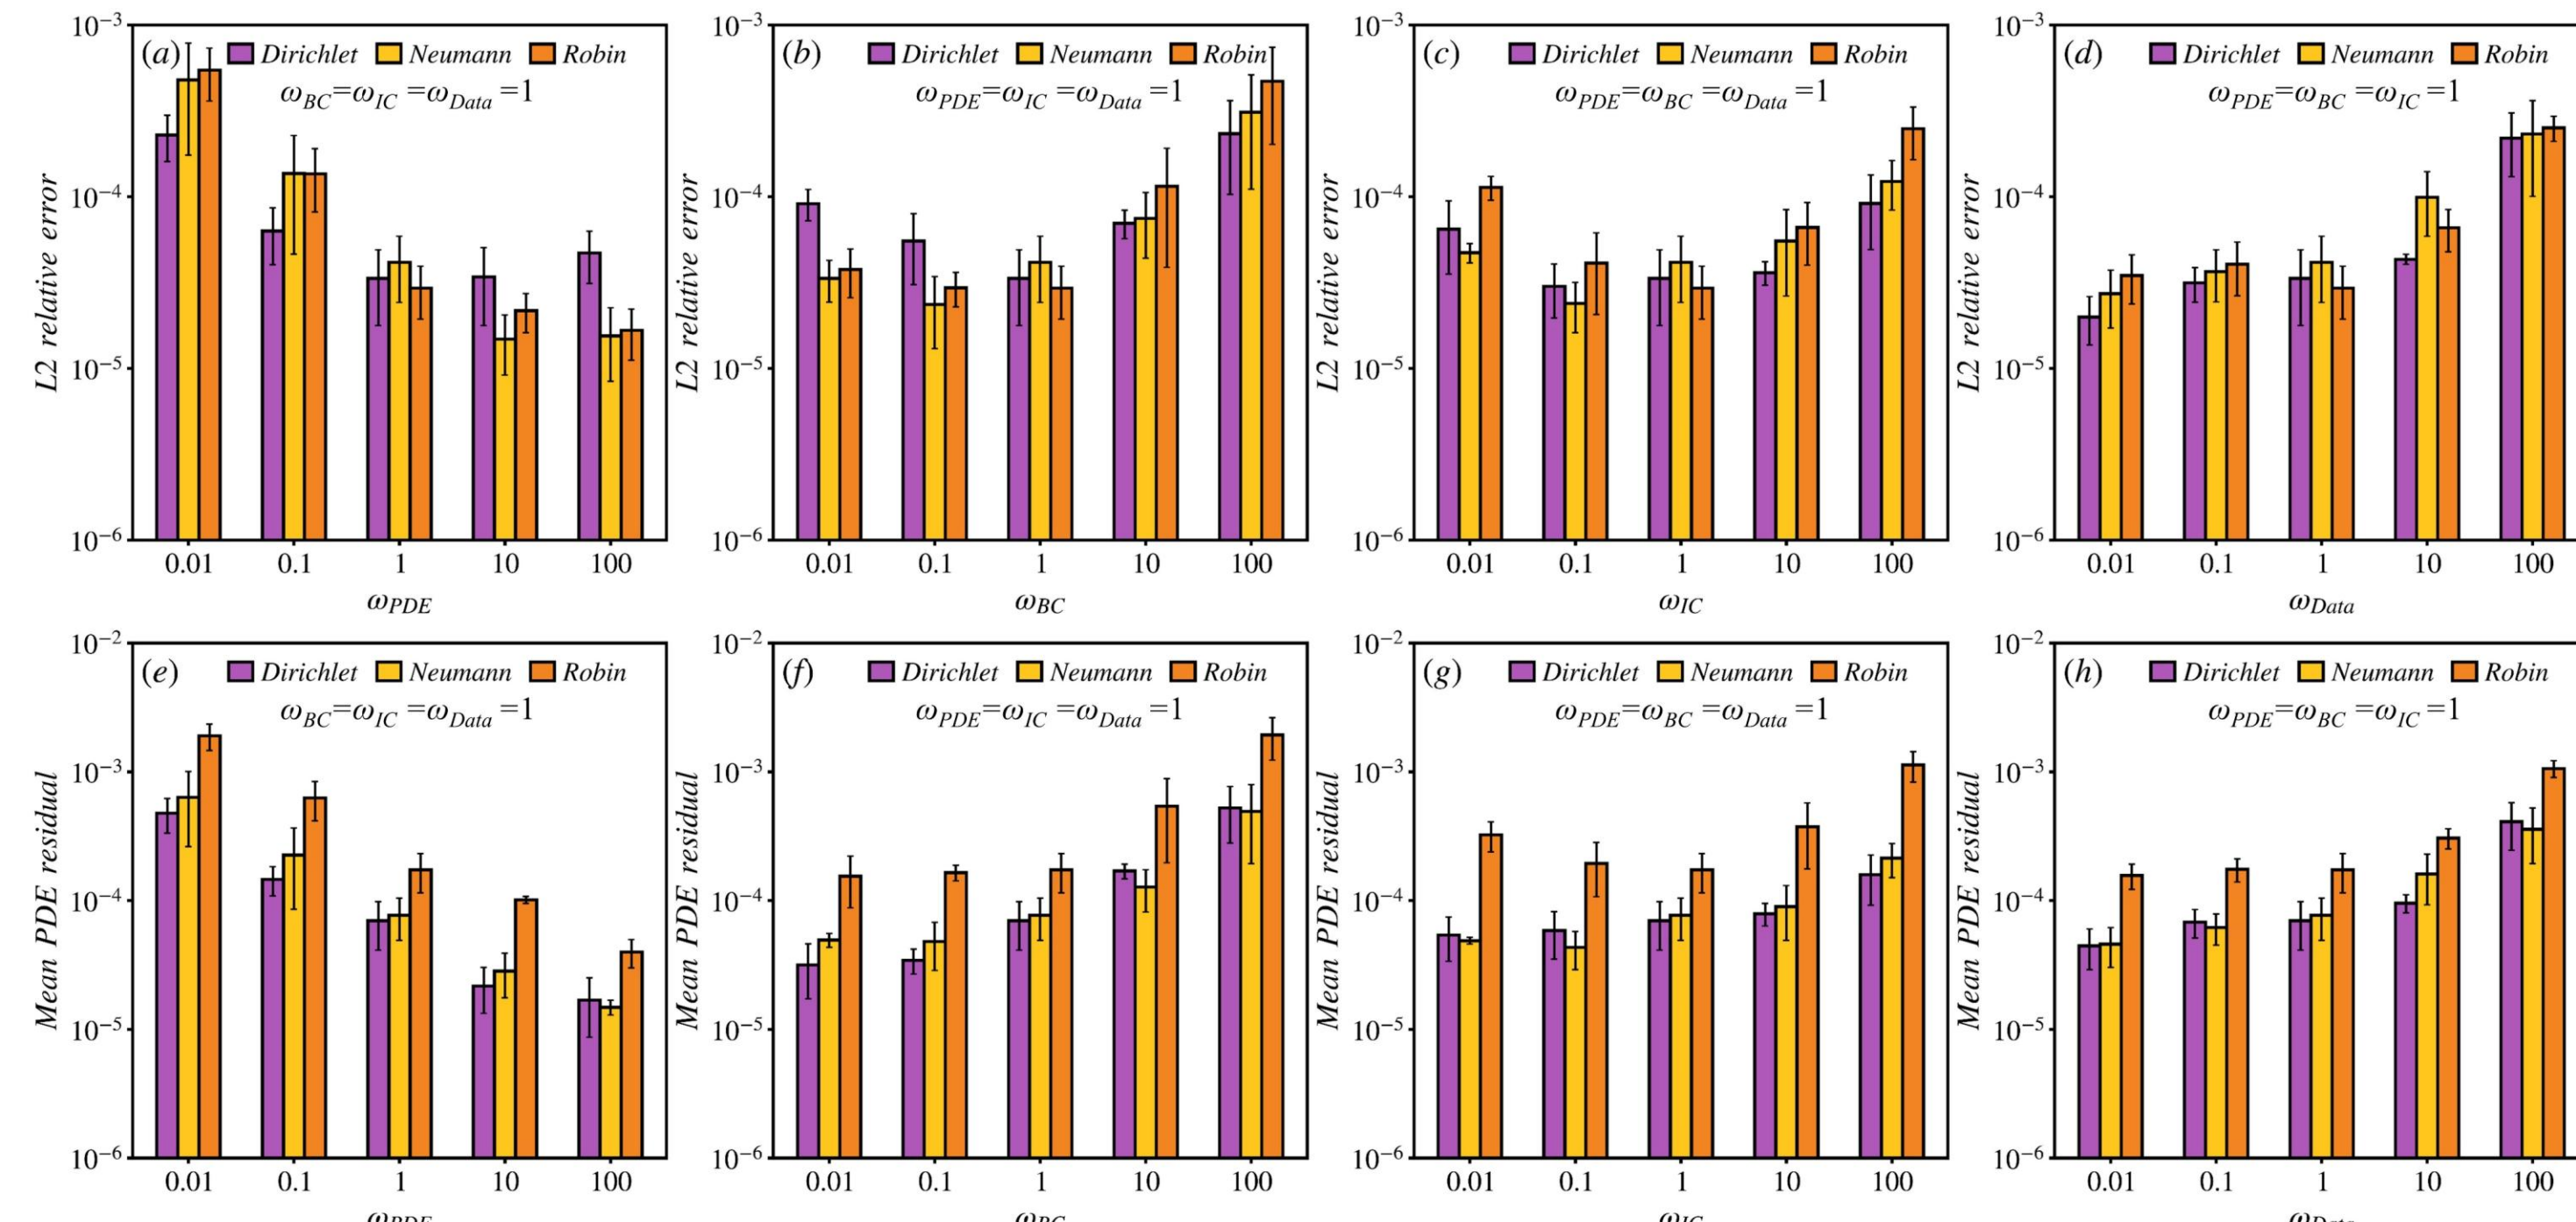 (a) Dirichlet Neumann Robin
ω_BC=ω_IC =ω_Data =1
L2 relative error
10⁻³
10⁻⁴
10⁻⁵
10⁻⁶
0.01 0.1 1 10 100
ω_PDE
(b) Dirichlet Neumann Robin
ω_PDE=ω_IC =ω_Data =1
L2 relative error
10⁻³
10⁻⁴
10⁻⁵
10⁻⁶
0.01 0.1 1 10 100
ω_BC
(c) Dirichlet Neumann Robin
ω_PDE=ω_BC =ω_Data =1
L2 relative error
10⁻³
10⁻⁴
10⁻⁵
10⁻⁶
0.01 0.1 1 10 100
ω_IC
(d) Dirichlet Neumann Robin
ω_PDE=ω_BC =ω_IC =1
L2 relative error
10⁻³
10⁻⁴
10⁻⁵
10⁻⁶
0.01 0.1 1 10 100
ω_Data
(e) Dirichlet Neumann Robin
ω_BC=ω_IC =ω_Data =1
Mean PDE residual
10⁻²
10⁻³
10⁻⁴
10⁻⁵
10⁻⁶
0.01 0.1 1 10 100
ω_PDE
(f) Dirichlet Neumann Robin
ω_PDE=ω_IC =ω_Data =1
Mean PDE residual
10⁻²
10⁻³
10⁻⁴
10⁻⁵
10⁻⁶
0.01 0.1 1 10 100
ω_BC
(g) Dirichlet Neumann Robin
ω_PDE=ω_BC =ω_Data =1
Mean PDE residual
10⁻²
10⁻³
10⁻⁴
10⁻⁵
10⁻⁶
0.01 0.1 1 10 100
ω_IC
(h) Dirichlet Neumann Robin
ω_PDE=ω_BC =ω_IC =1
Mean PDE residual
10⁻²
10⁻³
10⁻⁴
10⁻⁵
10⁻⁶
0.01 0.1 1 10 100
ω_Data